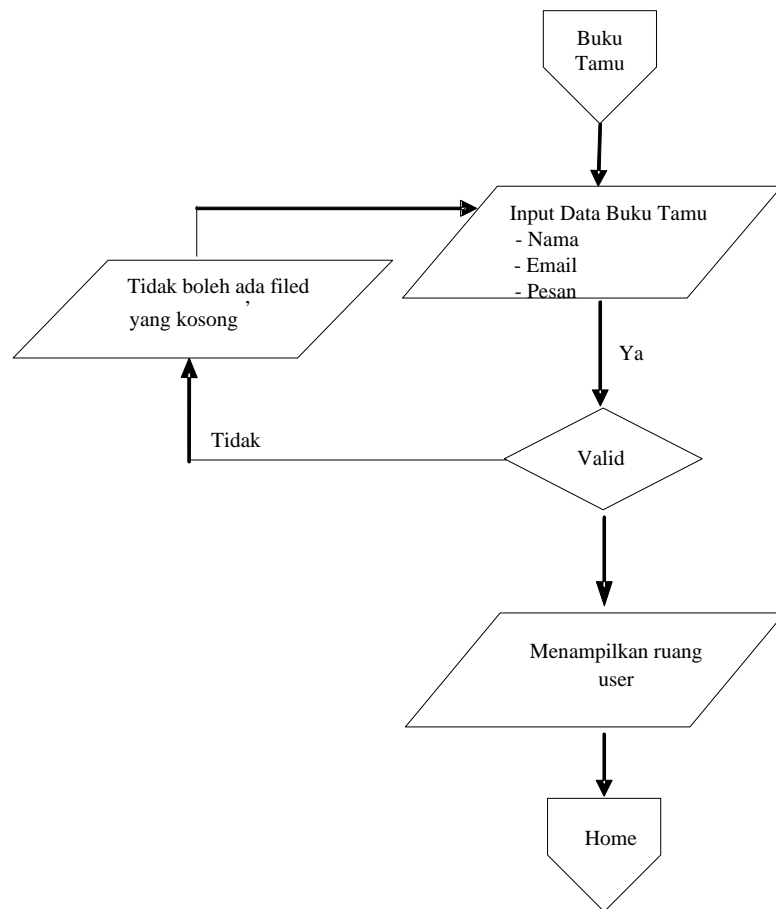 Buku
Tamu
Input Data Buku Tamu
- Nama
- Email
- Pesan
Tidak boleh ada filed
yang kosong ’
Ya
Tidak
Valid
Menampilkan ruang
user
Home